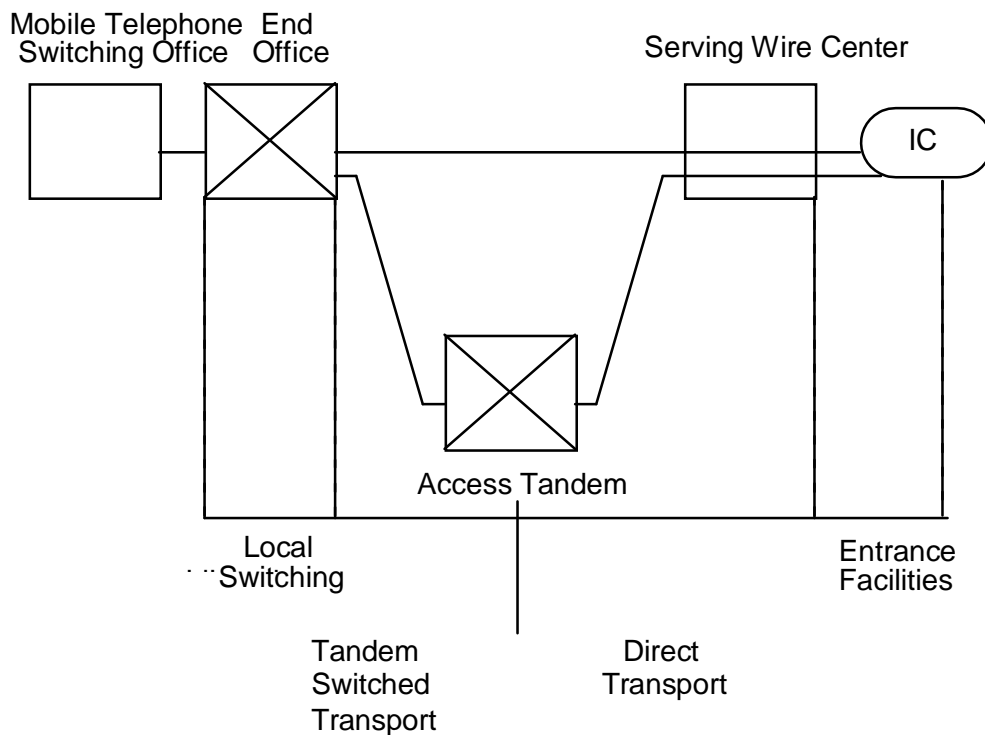 Mobile Telephone
Switching Office
End
Office
Serving Wire Center
IC
Access Tandem
Local
Switching
Entrance
Facilities
Tandem
Switched
Transport
Direct
Transport